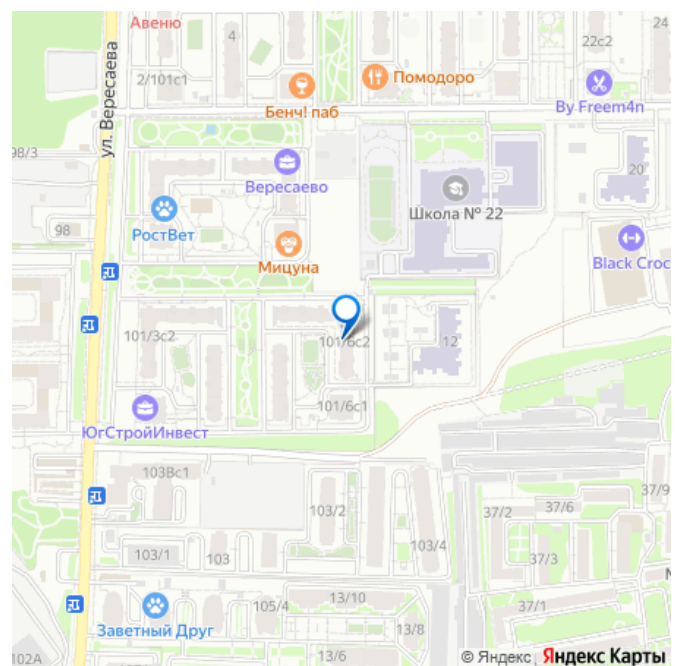 Авеню
4
22с2
24
2/101с1
Помодоро
Бенч! паб
By Freem4n
ул. Вересаева
98/3
Вересаево
20
Школа № 22
98
РостВет
Мицуна
Black Croc
101/3с2
101/6с2
12
101/6с1
ЮгСтройИнвест
103Вс1
37/9
103/2
37/2
37/6
103/4
103/1
103
37/3
13/10
105/4
37/1
Заветный Друг
13/8
13/6
102А
© Яндекс
Яндекс Карты